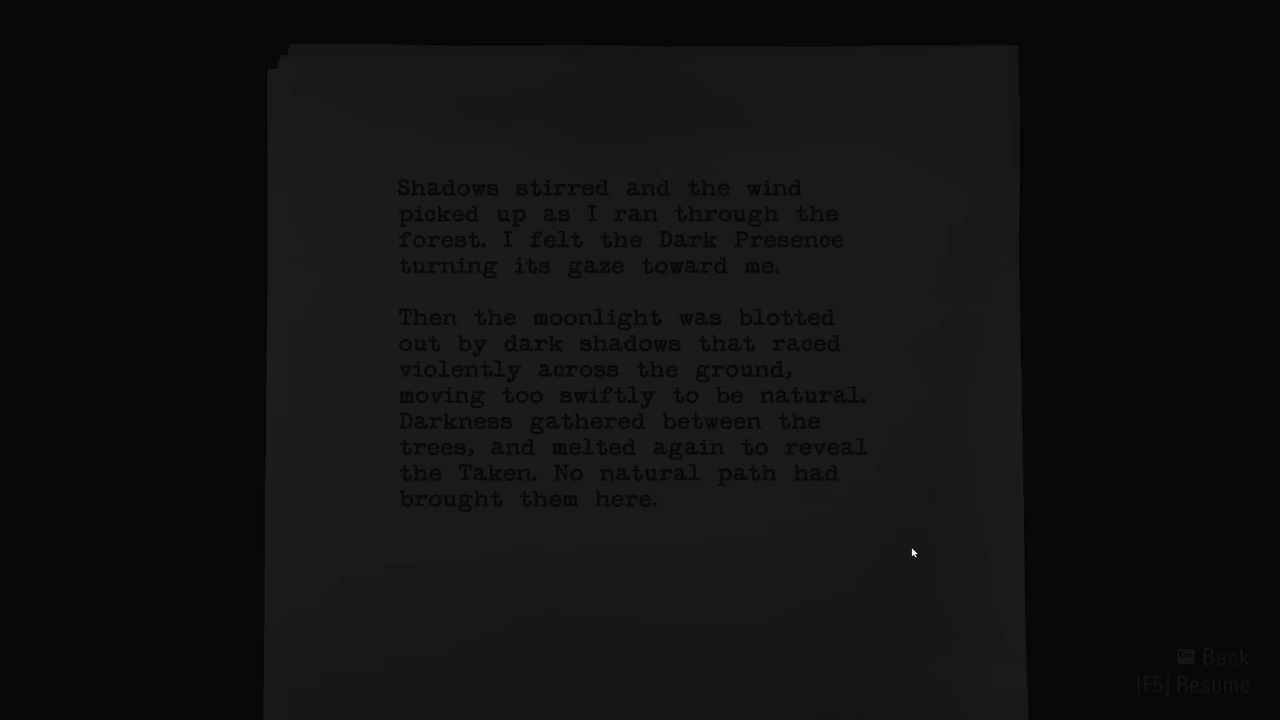 Shadows stirred and the wind
picked up as I ran through the
forest. I felt the Dark Presence
turning its gaze toward me.
Then the moonlight was blotted
out by dark shadows that raced
violently across the ground,
moving too swiftly to be natural.
Darkness gathered between the
trees, and melted again to reveal
the Taken. No natural path had
brought them here.
Back
[F5] Resume